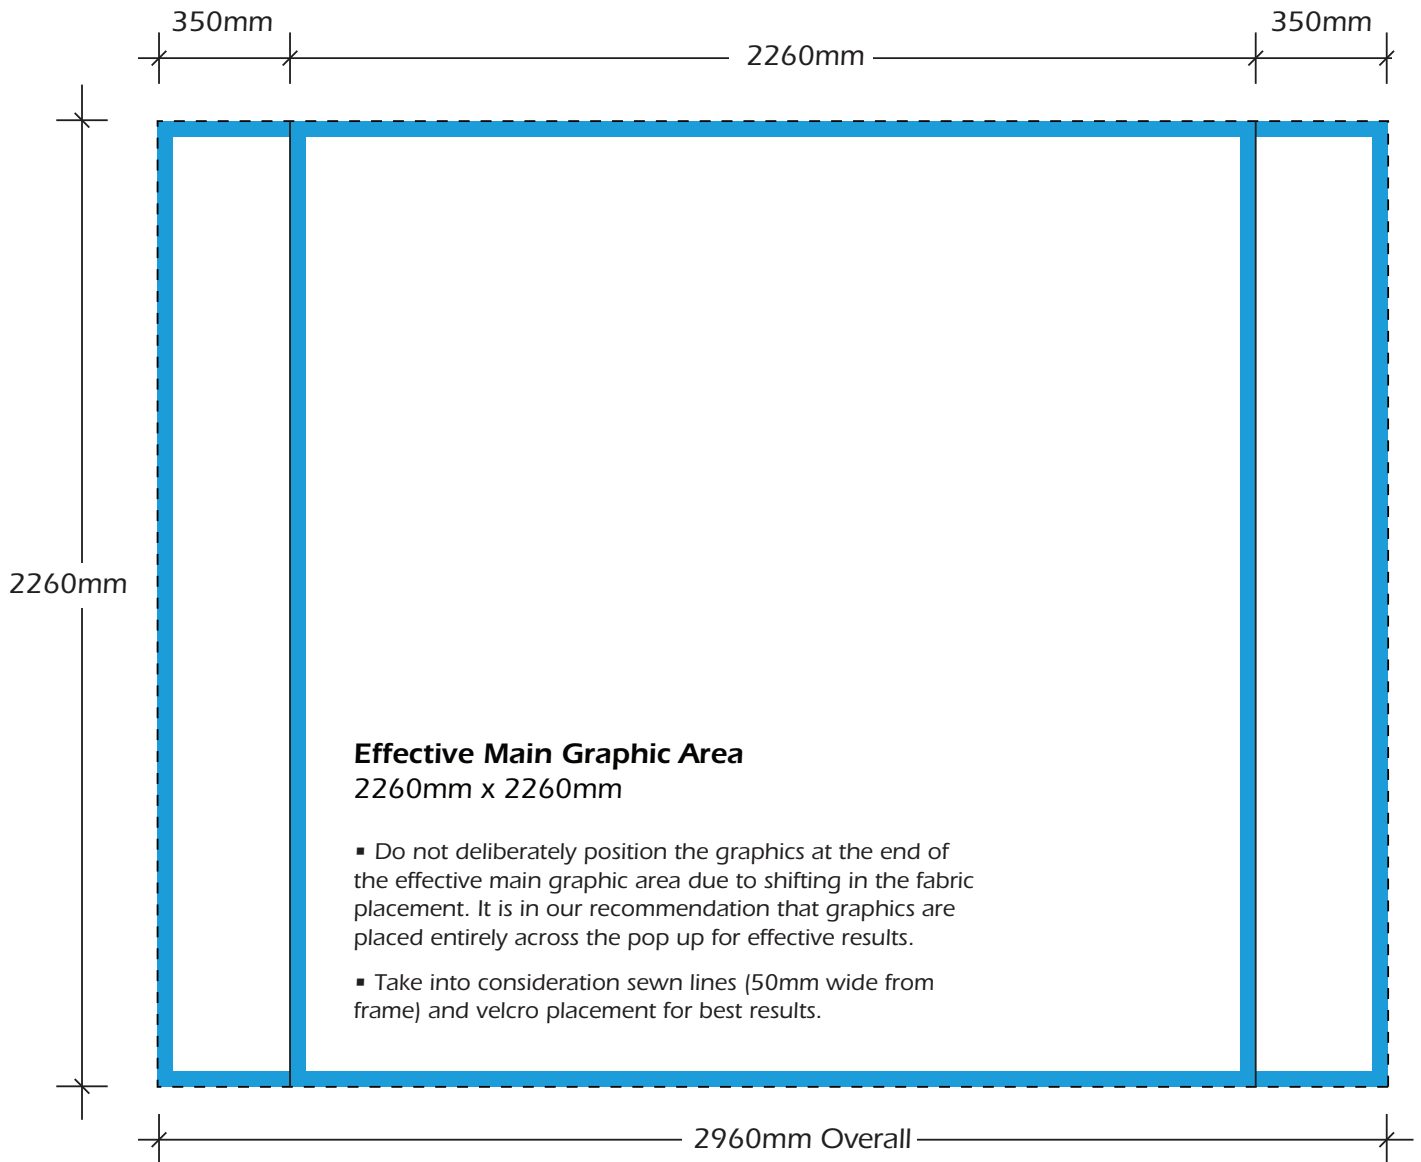 350mm
350mm
2260mm
2260mm
Effective Main Graphic Area
2260mm x 2260mm
▪ Do not deliberately position the graphics at the end of
the effective main graphic area due to shifting in the fabric
placement. It is in our recommendation that graphics are
placed entirely across the pop up for effective results.
▪ Take into consideration sewn lines (50mm wide from
frame) and velcro placement for best results.
2960mm Overall